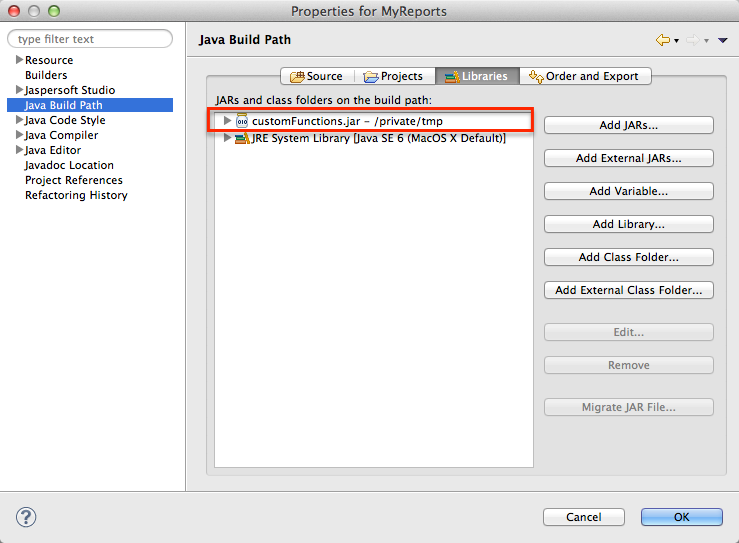 Properties for MyReports
type filter text
Resource
Builders
Jaspersoft Studio
Java Build Path
Java Code Style
Java Compiler
Java Editor
Javadoc Location
Project References
Refactoring History
Java Build Path
Source
Projects
Libraries
Order and Export
JARs and class folders on the build path:
customFunctions.jar - /private/tmp
JRE System Library [Java SE 6 (MacOS X Default)]
Add JARs...
Add External JARs...
Add Variable...
Add Library...
Add Class Folder...
Add External Class Folder...
Edit...
Remove
Migrate JAR File...
?
Cancel
OK